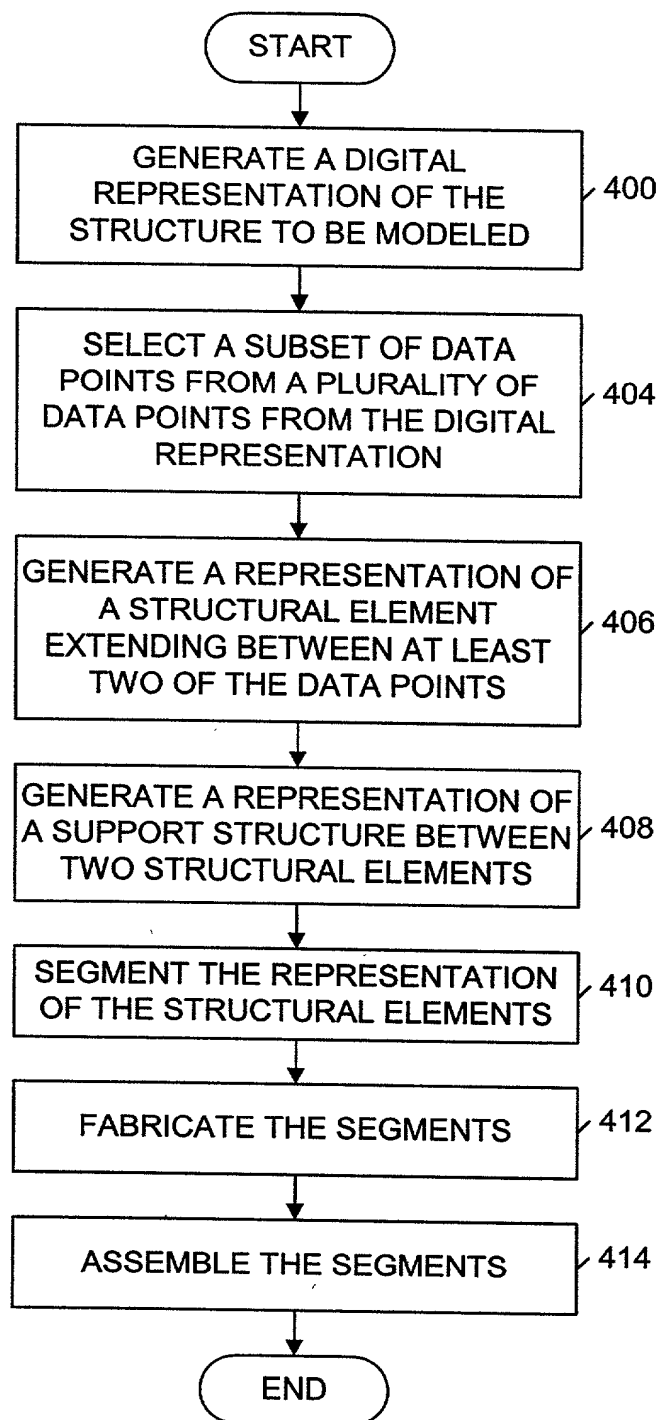 START
GENERATE A DIGITAL
REPRESENTATION OF THE
STRUCTURE TO BE MODELED
400
SELECT A SUBSET OF DATA
POINTS FROM A PLURALITY OF
DATA POINTS FROM THE DIGITAL
REPRESENTATION
404
GENERATE A REPRESENTATION OF
A STRUCTURAL ELEMENT
EXTENDING BETWEEN AT LEAST
TWO OF THE DATA POINTS
406
GENERATE A REPRESENTATION OF
A SUPPORT STRUCTURE BETWEEN
TWO STRUCTURAL ELEMENTS
408
SEGMENT THE REPRESENTATION
OF THE STRUCTURAL ELEMENTS
410
FABRICATE THE SEGMENTS
412
ASSEMBLE THE SEGMENTS
414
END